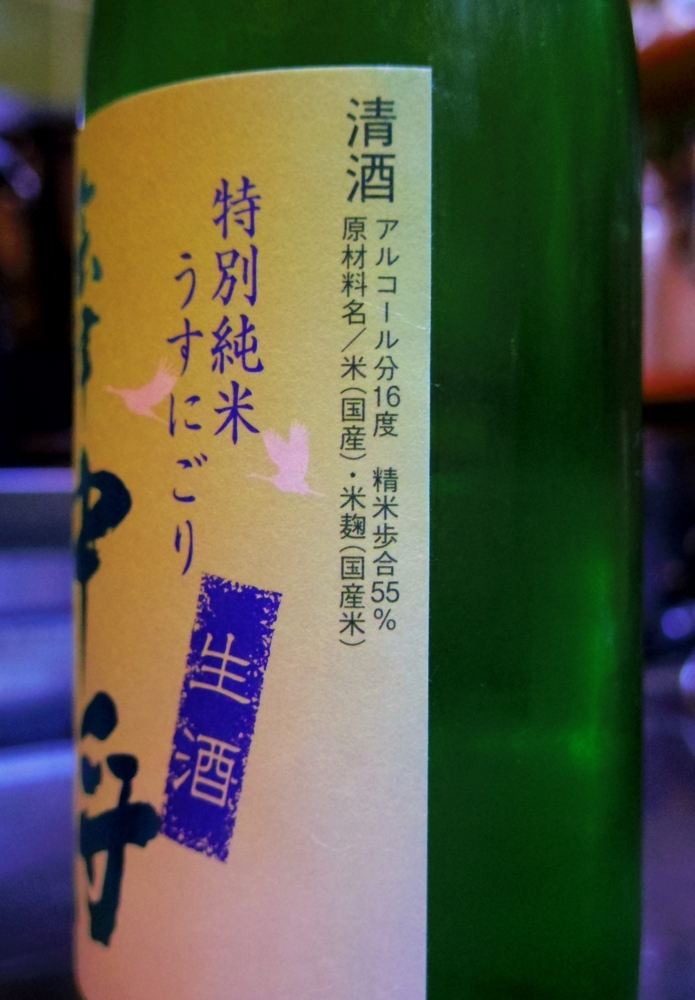 清酒
アルコール分16度 精米歩合55%
原材料名/米(国産)・米麹(国産米)
特別純米
うすにごり
生酒
中将